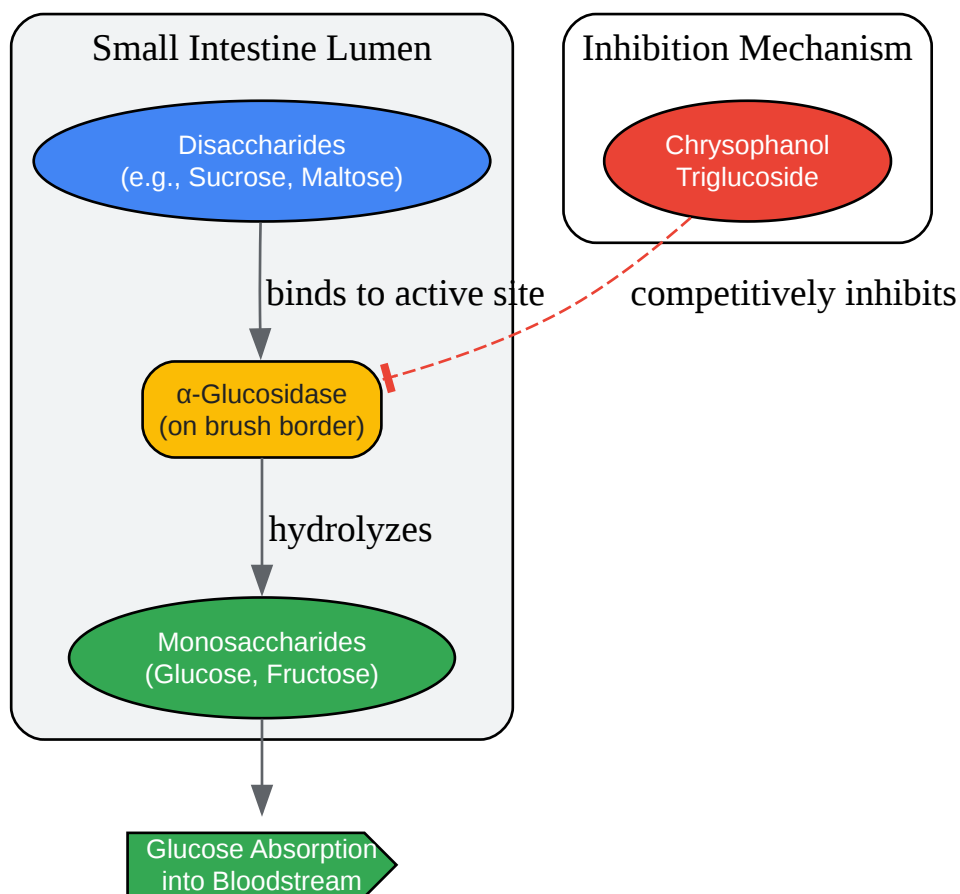 Small Intestine Lumen
Inhibition Mechanism
Disaccharides
(e.g., Sucrose, Maltose)
Chrysophanol
Triglucoside
binds to active site
competitively inhibits
α-Glucosidase
(on brush border)
hydrolyzes
Monosaccharides
(Glucose, Fructose)
Glucose Absorption
into Bloodstream